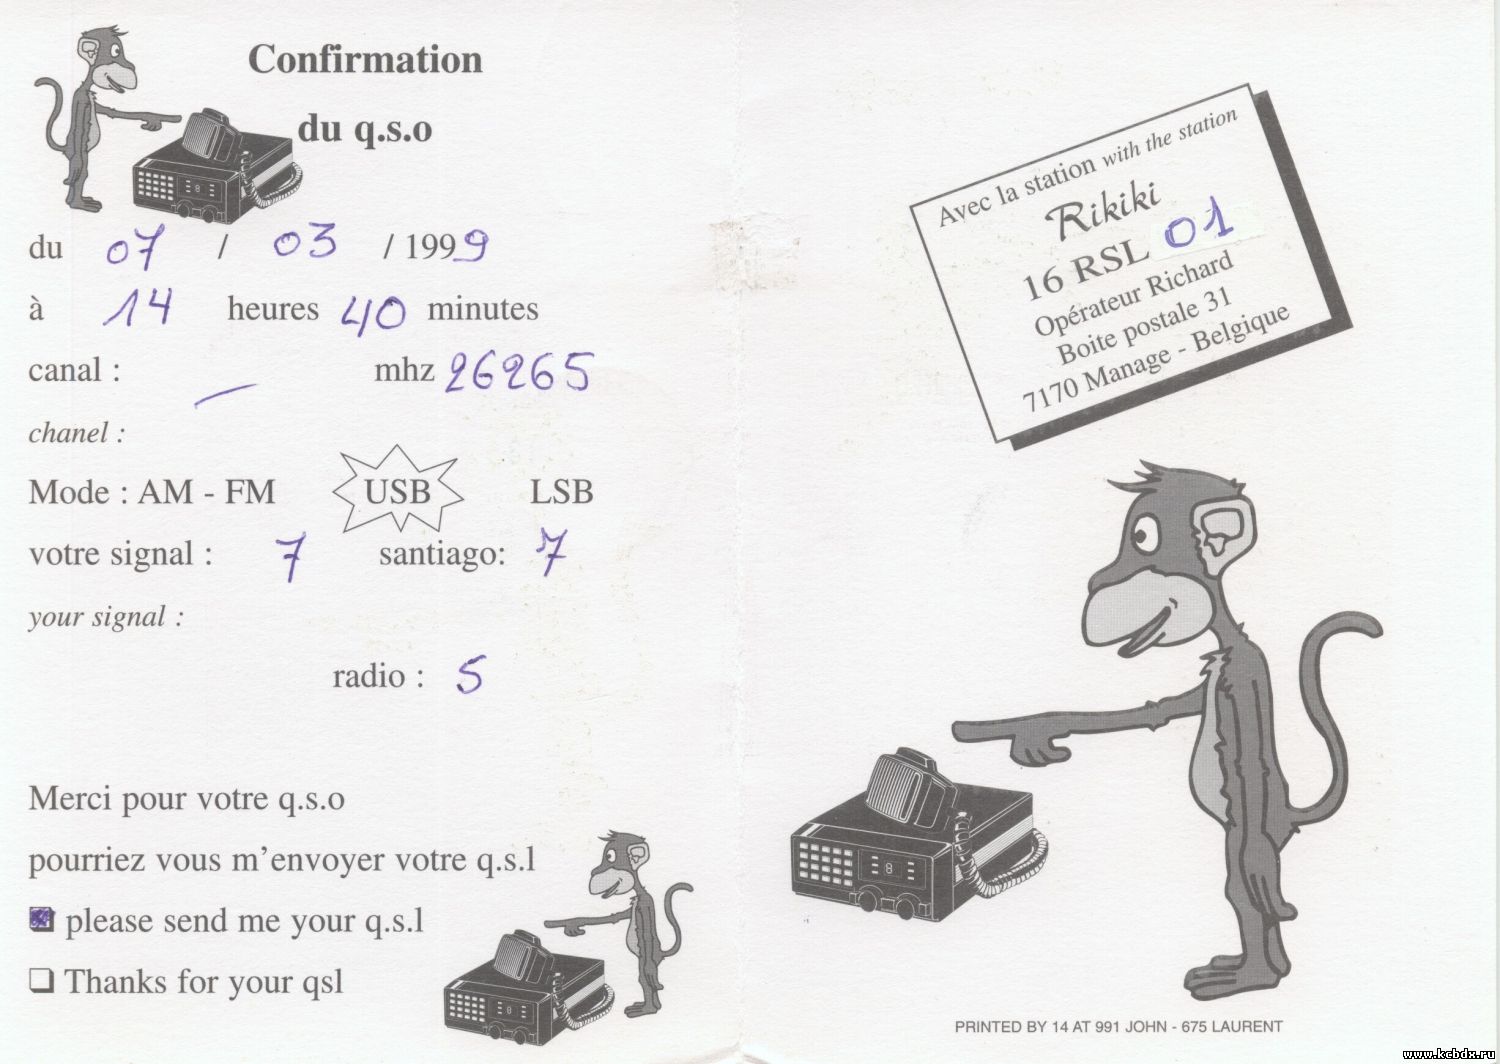 Confirmation
du q.s.o
du 07 / 03 / 1999
à 14 heures 40 minutes
canal : — mhz 26265
chanel :
Mode : AM - FM USB LSB
votre signal : 7 santiago: 7
your signal :
radio : 5
Merci pour votre q.s.o
pourriez vous m'envoyer votre q.s.l
please send me your q.s.l
Thanks for your qsl
Avec la station with the station
Rikiki
16 RSL 01
Opérateur Richard
Boite postale 31
7170 Manage - Belgique
PRINTED BY 14 AT 991 JOHN - 675 LAURENT
www.kcbdx.ru